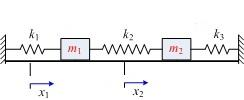 k₁ m₁ k₂ m₂ k₃
x₁ x₂